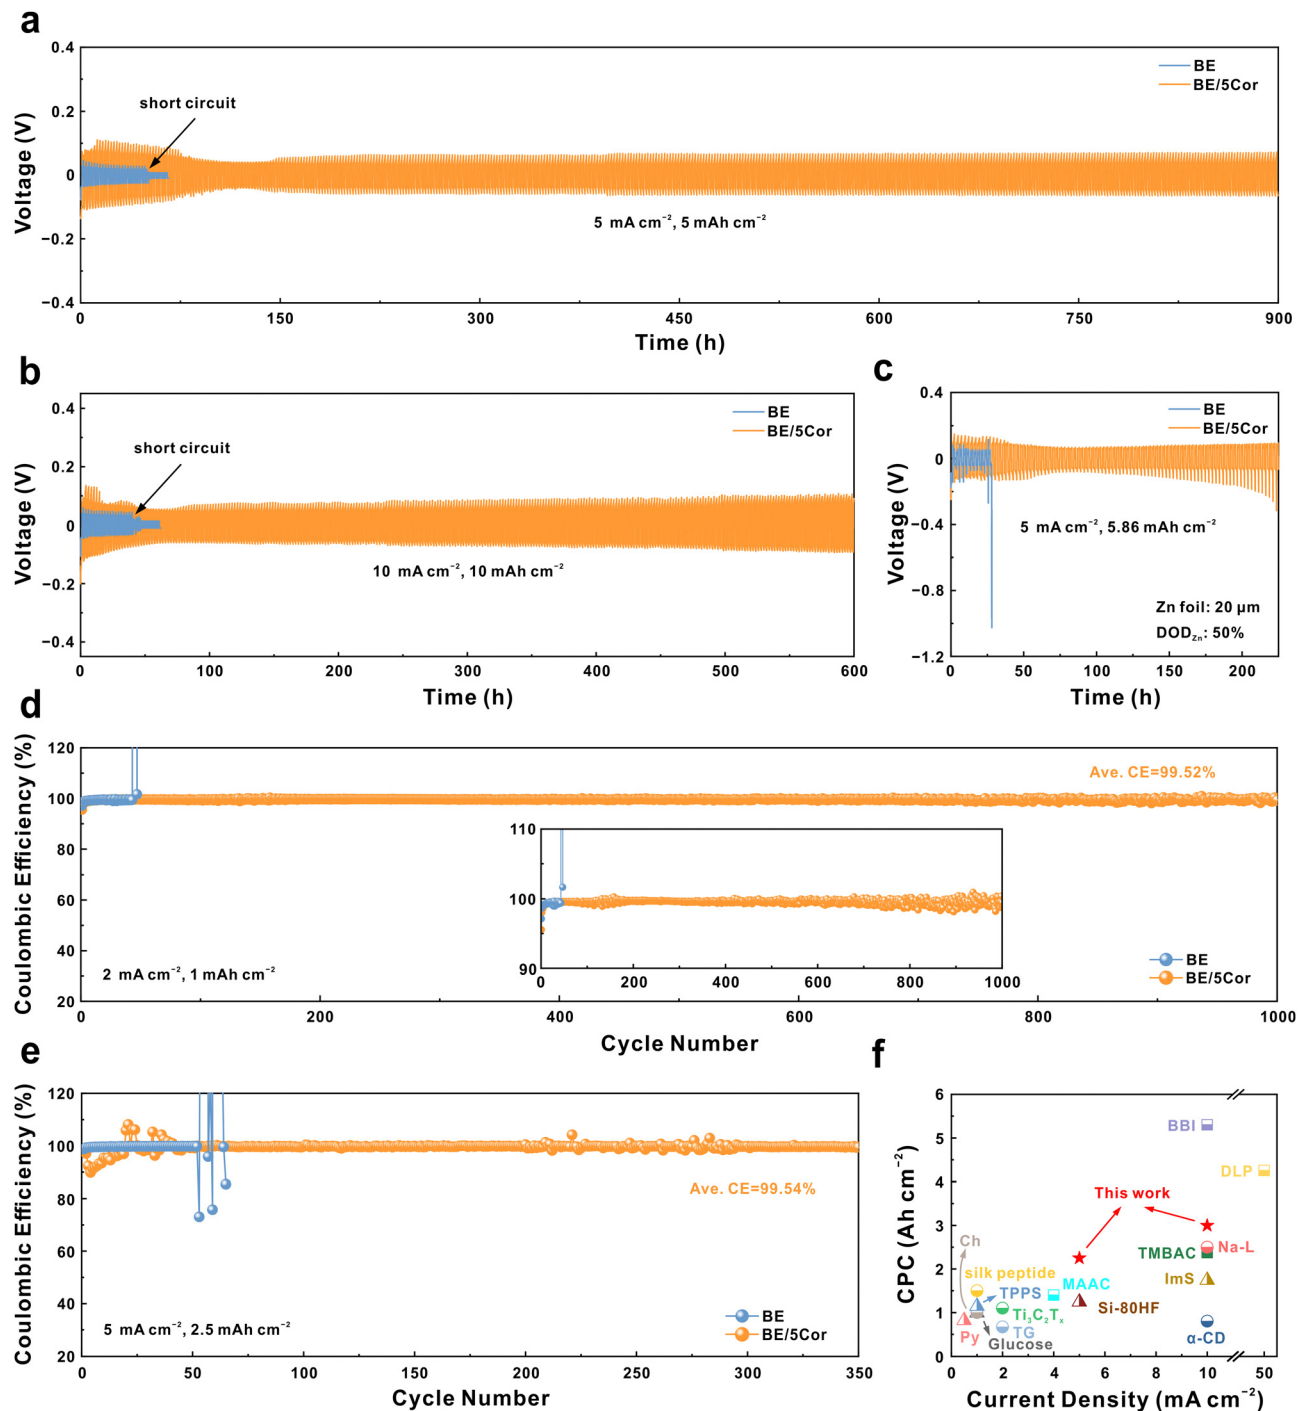 a
0.4
0.2
0
−0.2
−0.4
Voltage (V)
short circuit
BE
BE/5Cor
5 mA cm⁻², 5 mAh cm⁻²
0 150 300 450 600 750 900
Time (h)
b
0.4
0.2
0
−0.2
−0.4
Voltage (V)
short circuit
BE
BE/5Cor
10 mA cm⁻², 10 mAh cm⁻²
0 100 200 300 400 500 600
Time (h)
c
0.4
0
−0.4
−0.8
−1.2
Voltage (V)
BE
BE/5Cor
5 mA cm⁻², 5.86 mAh cm⁻²
Zn foil: 20 μm
DOD_Zn: 50%
0 50 100 150 200
Time (h)
d
120
100
80
60
40
20
Coulombic Efficiency (%)
Ave. CE=99.52%
110
100
90
200 400 600 800 1000
2 mA cm⁻², 1 mAh cm⁻²
BE
BE/5Cor
0 200 400 600 800 1000
Cycle Number
e
120
100
80
60
40
20
Coulombic Efficiency (%)
Ave. CE=99.54%
5 mA cm⁻², 2.5 mAh cm⁻²
BE
BE/5Cor
0 50 100 150 200 250 300 350
Cycle Number
f
6
5
4
3
2
1
0
CPC (Ah cm⁻²)
BBI
DLP
This work
Ch
Na-L
TMBAC
silk peptide
MAAC
ImS
TPPS
Si-80HF
Ti₃C₂Tₓ
Py
TG
α-CD
Glucose
0 2 4 6 8 10 50
Current Density (mA cm⁻²)